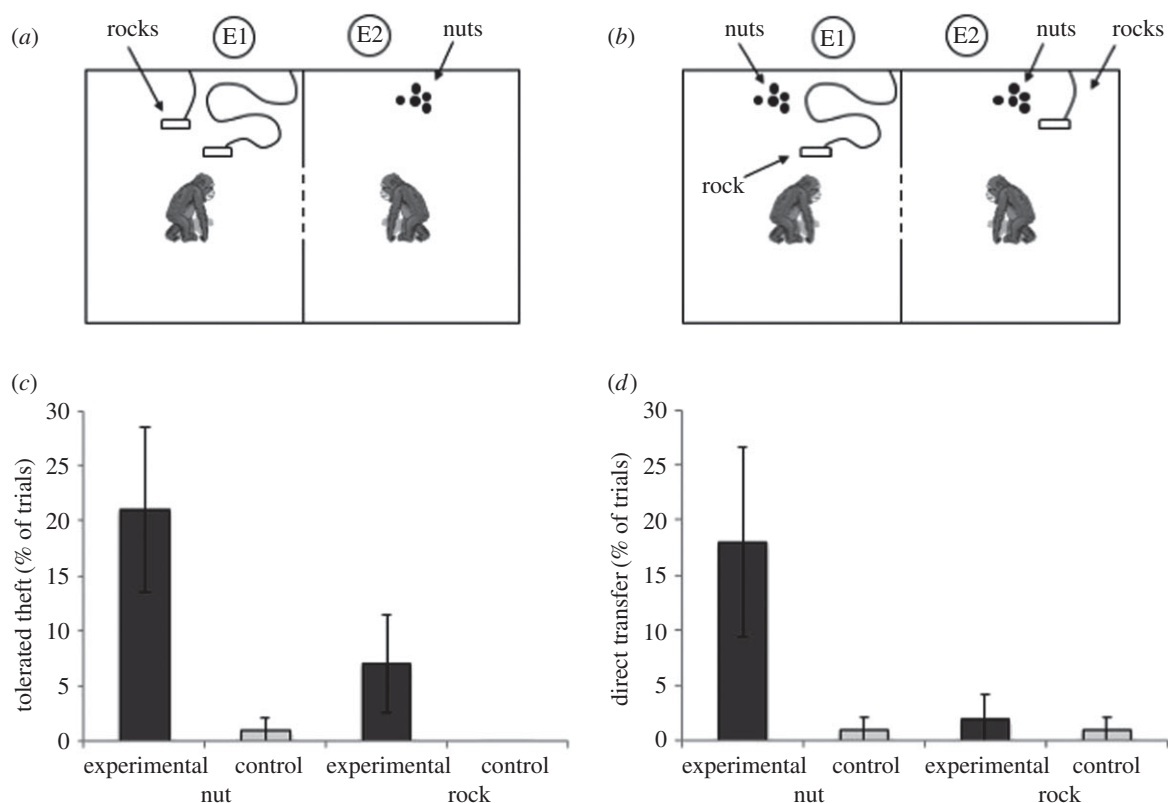 (a)
rocks
E1
E2
nuts
(b)
nuts
E1
E2
nuts
rocks
rock
(c)
tolerated theft (% of trials)
30
25
20
15
10
5
0
experimental control experimental control
nut rock
(d)
direct transfer (% of trials)
30
25
20
15
10
5
0
experimental control experimental control
nut rock